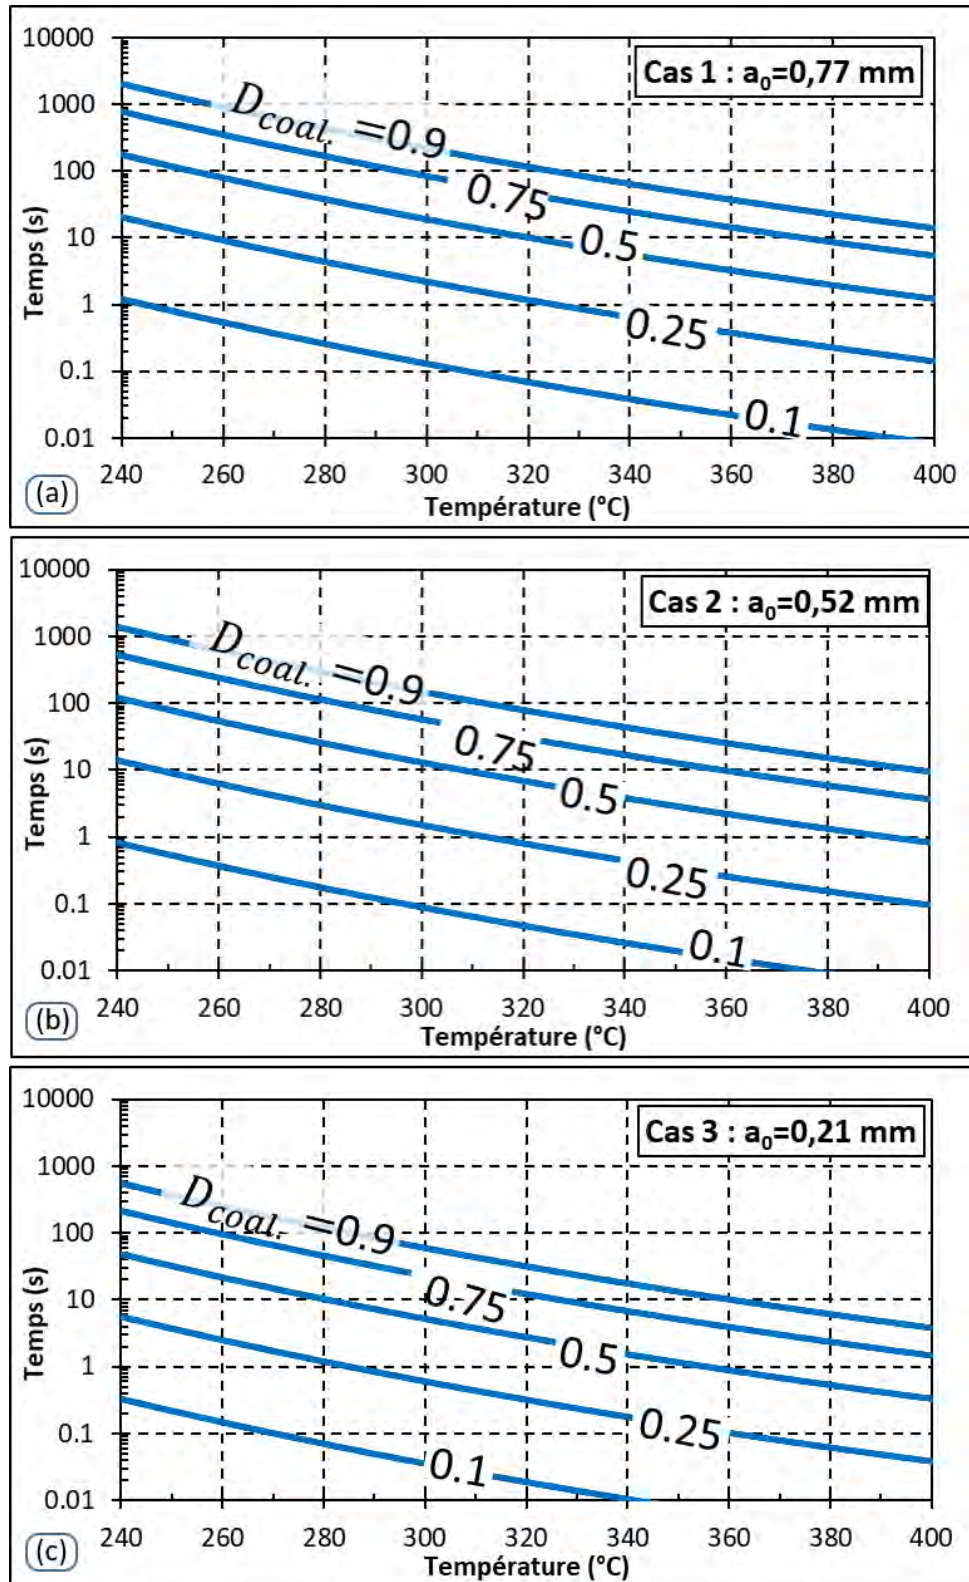 Cas 1 : a₀=0,77 mm
Temps (s)
10000
1000
100
10
1
0.1
0.01
D_coal. =0.9
0.75
0.5
0.25
0.1
240 260 280 300 320 340 360 380 400
Température (°C)
(a)
Cas 2 : a₀=0,52 mm
Temps (s)
10000
1000
100
10
1
0.1
0.01
D_coal. =0.9
0.75
0.5
0.25
0.1
240 260 280 300 320 340 360 380 400
Température (°C)
(b)
Cas 3 : a₀=0,21 mm
Temps (s)
10000
1000
100
10
1
0.1
0.01
D_coal. =0.9
0.75
0.5
0.25
0.1
240 260 280 300 320 340 360 380 400
Température (°C)
(c)